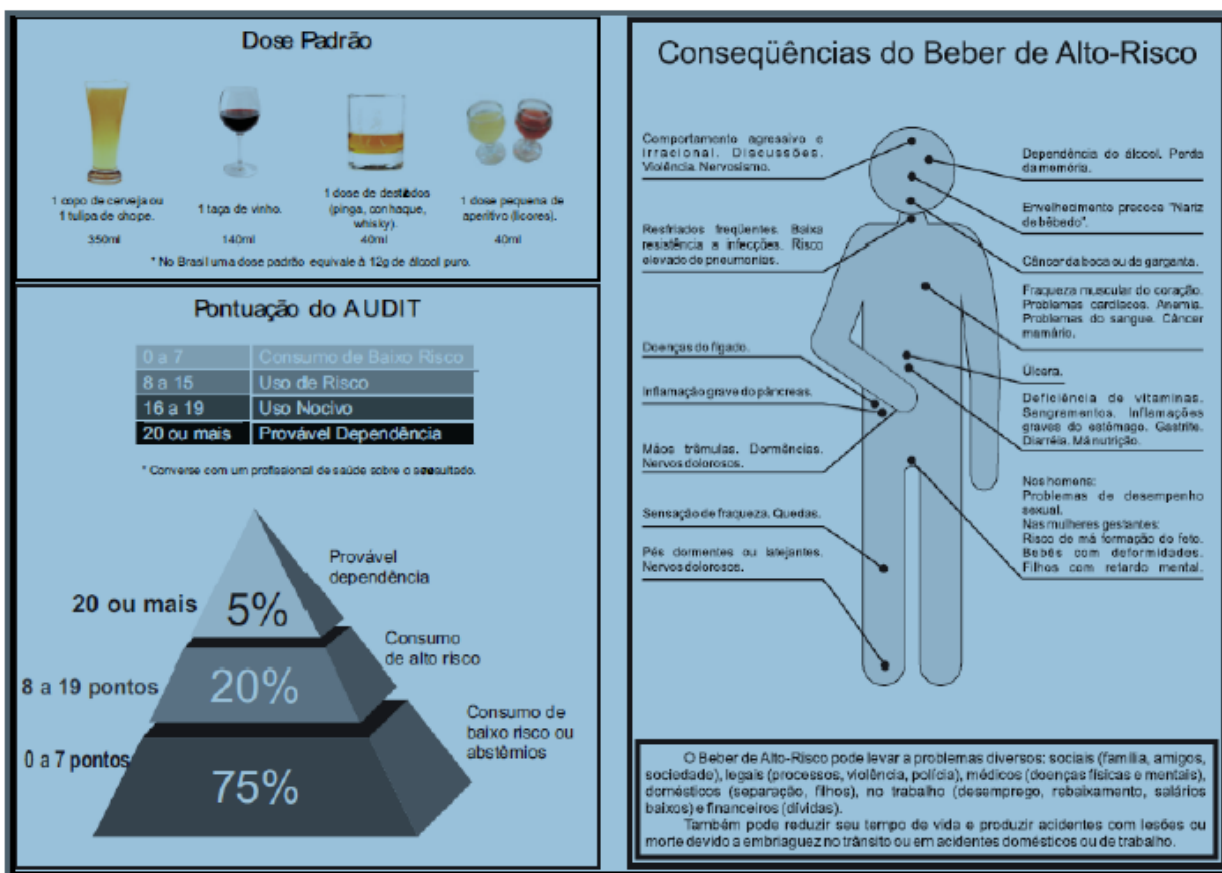 Dose Padrão
1 copo de cerveja ou
1 tulipa de chope.
350ml
1 taça de vinho.
140ml
1 dose de destilados
(pinga, conhaque,
whisky).
40ml
1 dose pequena de
aperitivo (licores).
40ml
* No Brasil uma dose padrão equivale à 12g de álcool puro.
Pontuação do AUDIT
0 a 7 Consumo de Baixo Risco
8 a 15 Uso de Risco
16 a 19 Uso Nocivo
20 ou mais Provável Dependência
* Converse com um profissional de saúde sobre o
20 ou mais
5%
Provável
dependência
8 a 19 pontos
20%
Consumo
de alto risco
0 a 7 pontos
75%
Consumo de
baixo risco ou
abstêmios
Conseqüências do Beber de Alto-Risco
Comportamento agressivo e
irracional. Discussões.
Violência. Nervosismo.
Resfriados freqüentes. Baixa
resistência a infecções. Risco
elevado de pneumonias.
Doenças do fígado.
Inflamação grave do pâncreas.
Mãos trêmulas. Dormências.
Nervos dolorosos.
Sensação de fraqueza. Quedas.
Pés dormentes ou latejantes.
Nervos dolorosos.
Dependência do álcool. Perda
da memória.
Envelhecimento precoce "Nariz
de bêbado".
Câncer da boca ou da garganta.
Fraqueza muscular do coração.
Problemas cardíacos. Anemia.
Problemas do sangue. Câncer
mamário.
Úlcera.
Deficiência de vitaminas.
Sangramentos. Inflamações
graves do estômago. Gastrite.
Diarréia. Má nutrição.
Nos homens:
Problemas de desempenho
sexual.
Nas mulheres gestantes:
Risco de má formação do feto.
Bebês com deformidades.
Filhos com retardo mental.
O Beber de Alto-Risco pode levar a problemas diversos: sociais (família, amigos,
sociedade), legais (processos, violência, polícia), médicos (doenças físicas e mentais),
domésticos (separação, filhos), no trabalho (desemprego, rebaixamento, salários
baixos) e financeiros (dívidas).
Também pode reduzir seu tempo de vida e produzir acidentes com lesões ou
morte devido a embriaguez no trânsito ou em acidentes domésticos ou de trabalho.